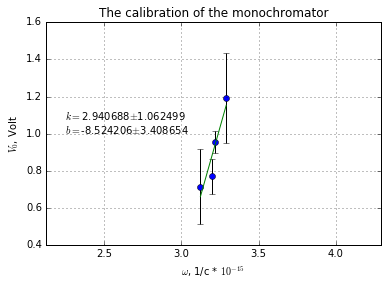 The calibration of the monochromator
1.6
1.4
1.2
1.0
0.8
0.6
0.4
V₀, Volt
k = 2.940688±1.062499
b = -8.524206±3.408654
2.5 3.0 3.5 4.0
ω, 1/c * 10⁻¹⁵